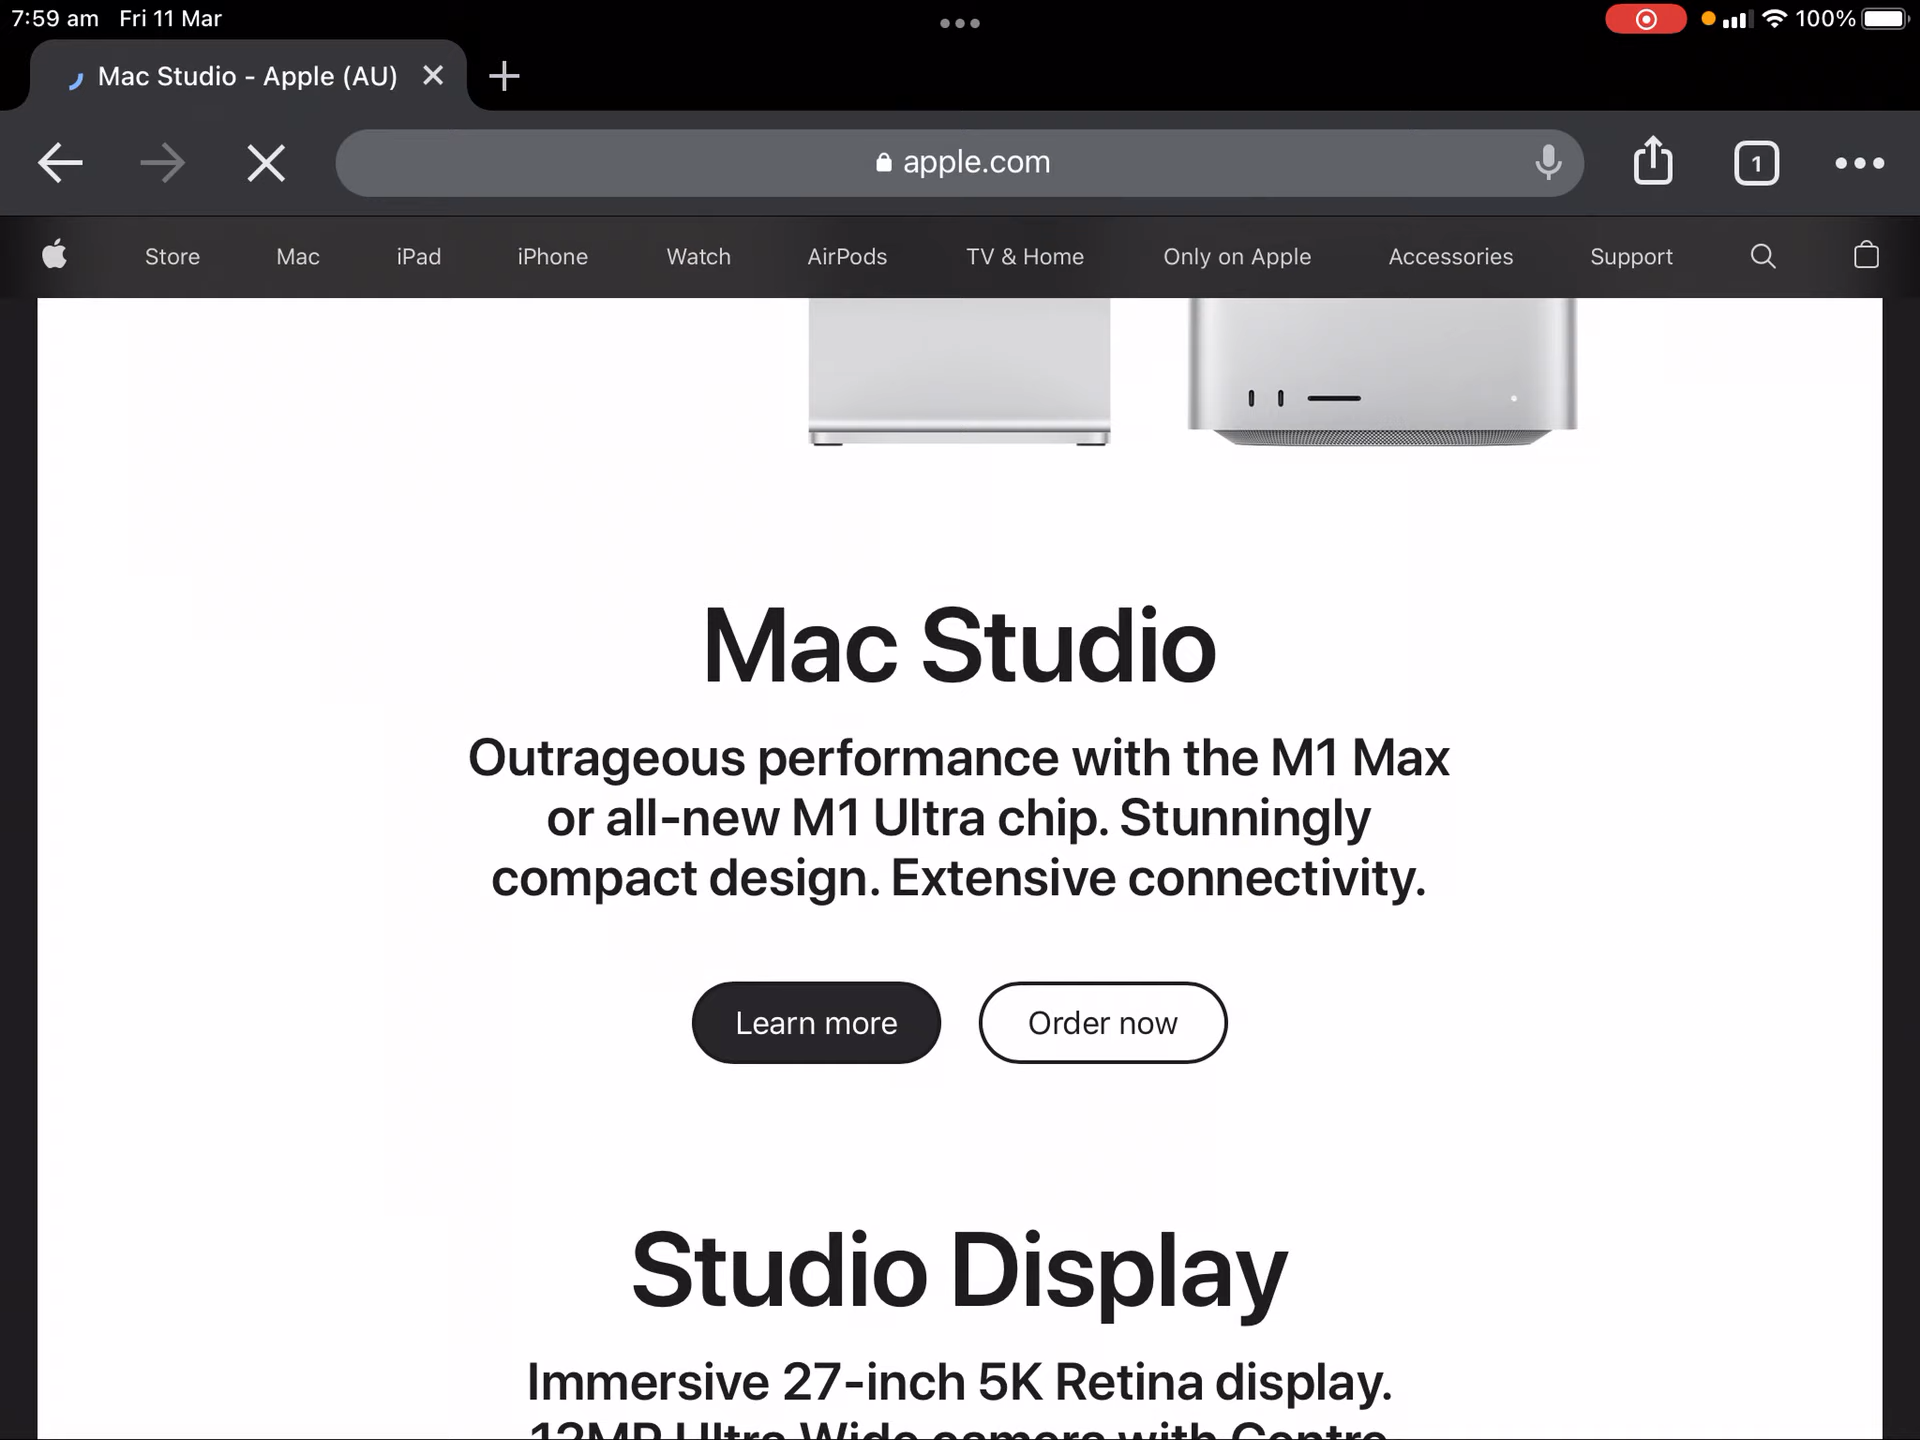 7:59 am Fri 11 Mar 100%
Mac Studio - Apple (AU)
apple.com 1
Store Mac iPad iPhone Watch AirPods TV & Home Only on Apple Accessories Support
Mac Studio
Outrageous performance with the M1 Max
or all-new M1 Ultra chip. Stunningly
compact design. Extensive connectivity.
Learn more Order now
Studio Display
Immersive 27-inch 5K Retina display.
12MP Ultra Wide camera with Centre